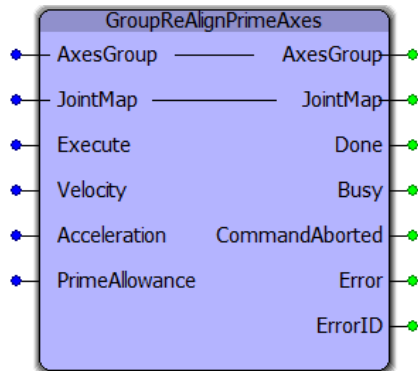 GroupReAlignPrimeAxes
AxesGroup AxesGroup
JointMap JointMap
Execute Done
Velocity Busy
Acceleration CommandAborted
PrimeAllowance Error
ErrorID